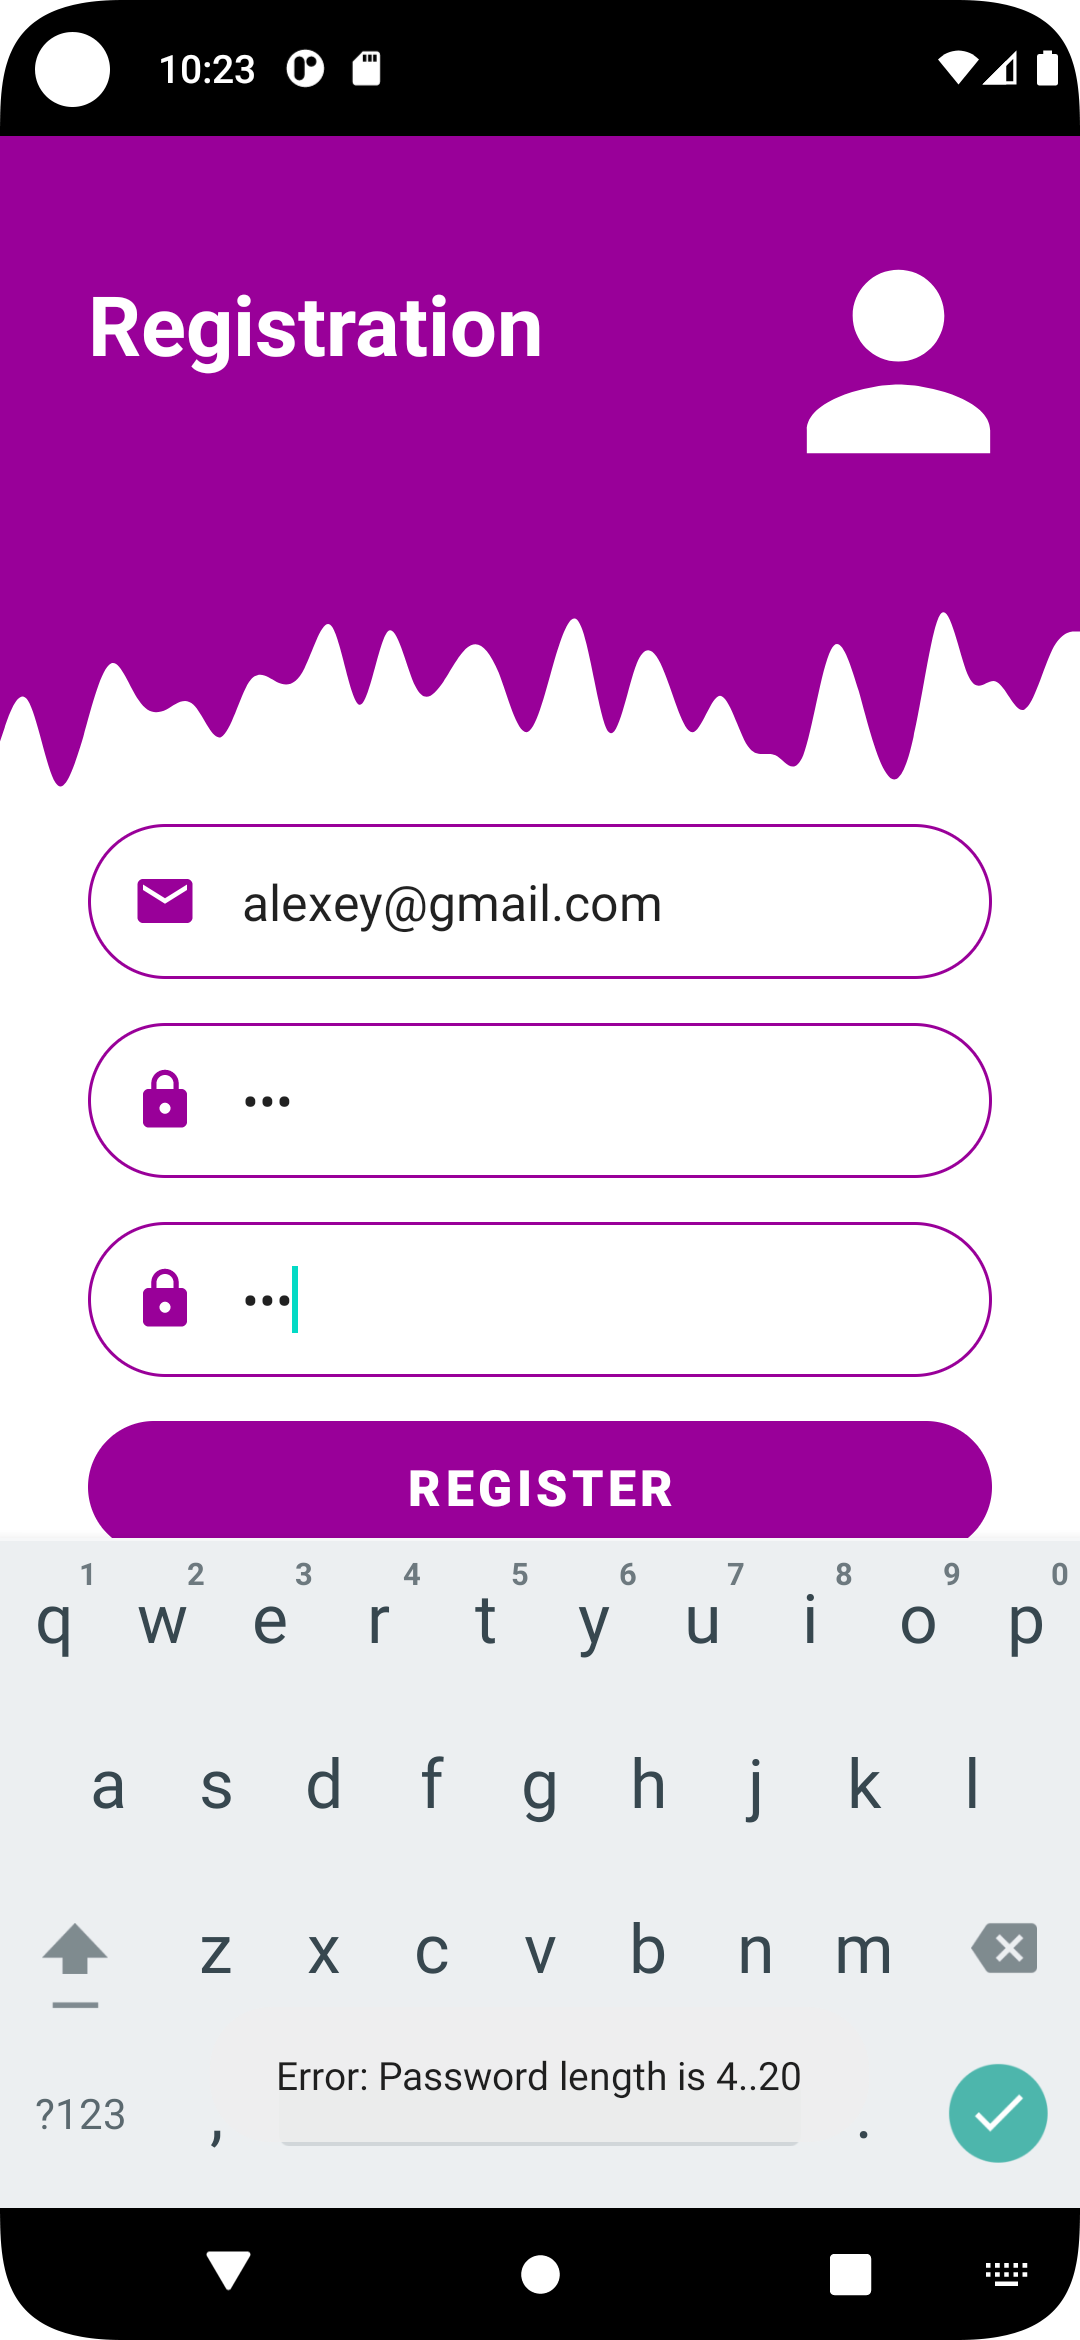 10:23
Registration
alexey@gmail.com
•••
•••
REGISTER
1 2 3 4 5 6 7 8 9 0
q w e r t y u i o p
a s d f g h j k l
z x c v b n m
Error: Password length is 4..20
?123 , .